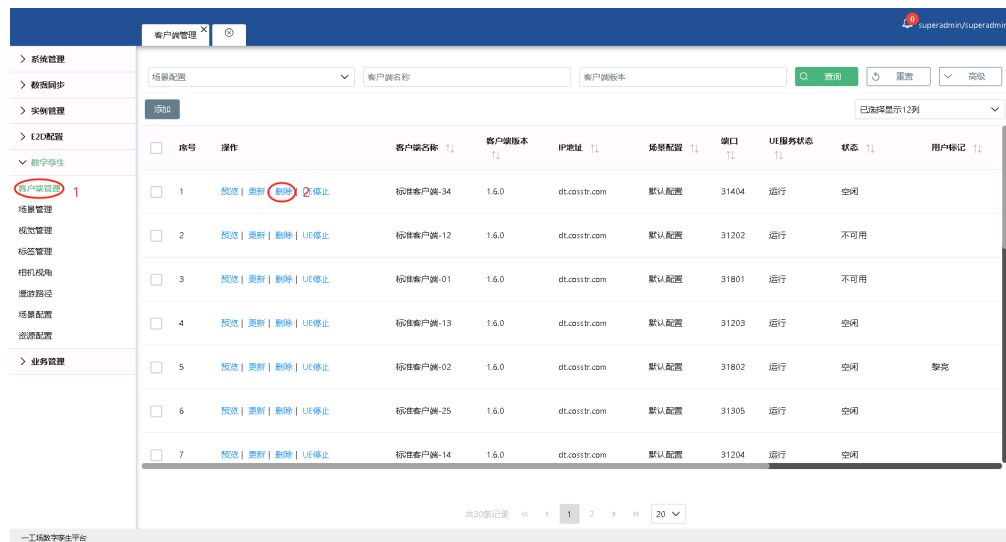 客户端管理 ×
0 superadmin/superadmin
系统管理
数据同步
实例管理
E2D配置
数字孪生
客户端管理 1
场景管理
视觉管理
标签管理
相机视角
漫游路径
场景配置
资源配置
业务管理
场景配置 客户端名称 客户端版本 查询 重置 高级
添加 已选择显示12列
序号 操作 客户端名称 客户端版本 IP地址 场景配置 端口 UE服务状态 状态 用户标记
1 预览 | 更新 | 删除 | UE停止 2 标准客户端-34 1.6.0 dt.cosstr.com 默认配置 31404 运行 空闲
2 预览 | 更新 | 删除 | UE停止 标准客户端-12 1.6.0 dt.cosstr.com 默认配置 31202 运行 不可用
3 预览 | 更新 | 删除 | UE停止 标准客户端-01 1.6.0 dt.cosstr.com 默认配置 31801 运行 不可用
4 预览 | 更新 | 删除 | UE停止 标准客户端-13 1.6.0 dt.cosstr.com 默认配置 31203 运行 空闲
5 预览 | 更新 | 删除 | UE停止 标准客户端-02 1.6.0 dt.cosstr.com 默认配置 31802 运行 空闲 黎亮
6 预览 | 更新 | 删除 | UE停止 标准客户端-25 1.6.0 dt.cosstr.com 默认配置 31305 运行 空闲
7 预览 | 更新 | 删除 | UE停止 标准客户端-14 1.6.0 dt.cosstr.com 默认配置 31204 运行 空闲
共30条记录 << < 1 2 > >> 20
一工场数字孪生平台